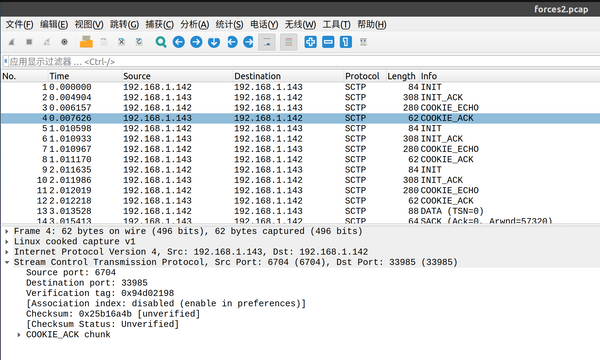 forces2.pcap
文件(F) 编辑(E) 视图(V) 跳转(G) 捕获(C) 分析(A) 统计(S) 电话(Y) 无线(W) 工具(T) 帮助(H)
应用显示过滤器 … <Ctrl-/>
No. Time Source Destination Protocol Length Info
1 0.000000 192.168.1.142 192.168.1.143 SCTP 84 INIT
2 0.004904 192.168.1.143 192.168.1.142 SCTP 308 INIT_ACK
3 0.006157 192.168.1.142 192.168.1.143 SCTP 280 COOKIE_ECHO
4 0.007626 192.168.1.143 192.168.1.142 SCTP 62 COOKIE_ACK
5 1.010598 192.168.1.142 192.168.1.143 SCTP 84 INIT
6 1.010933 192.168.1.143 192.168.1.142 SCTP 308 INIT_ACK
7 1.010967 192.168.1.142 192.168.1.143 SCTP 280 COOKIE_ECHO
8 1.011170 192.168.1.143 192.168.1.142 SCTP 62 COOKIE_ACK
9 2.011635 192.168.1.142 192.168.1.143 SCTP 84 INIT
10 2.011986 192.168.1.143 192.168.1.142 SCTP 308 INIT_ACK
11 2.012019 192.168.1.142 192.168.1.143 SCTP 280 COOKIE_ECHO
12 2.012218 192.168.1.143 192.168.1.142 SCTP 62 COOKIE_ACK
13 3.013528 192.168.1.142 192.168.1.143 SCTP 88 DATA (TSN=0)
14 3.015413 192.168.1.143 192.168.1.142 SCTP 64 SACK (Ack=0, Arwnd=57320)
Frame 4: 62 bytes on wire (496 bits), 62 bytes captured (496 bits)
Linux cooked capture v1
Internet Protocol Version 4, Src: 192.168.1.143, Dst: 192.168.1.142
Stream Control Transmission Protocol, Src Port: 6704 (6704), Dst Port: 33985 (33985)
Source port: 6704
Destination port: 33985
Verification tag: 0x94d02198
[Association index: disabled (enable in preferences)]
Checksum: 0x25b16a4b [unverified]
[Checksum Status: Unverified]
COOKIE_ACK chunk